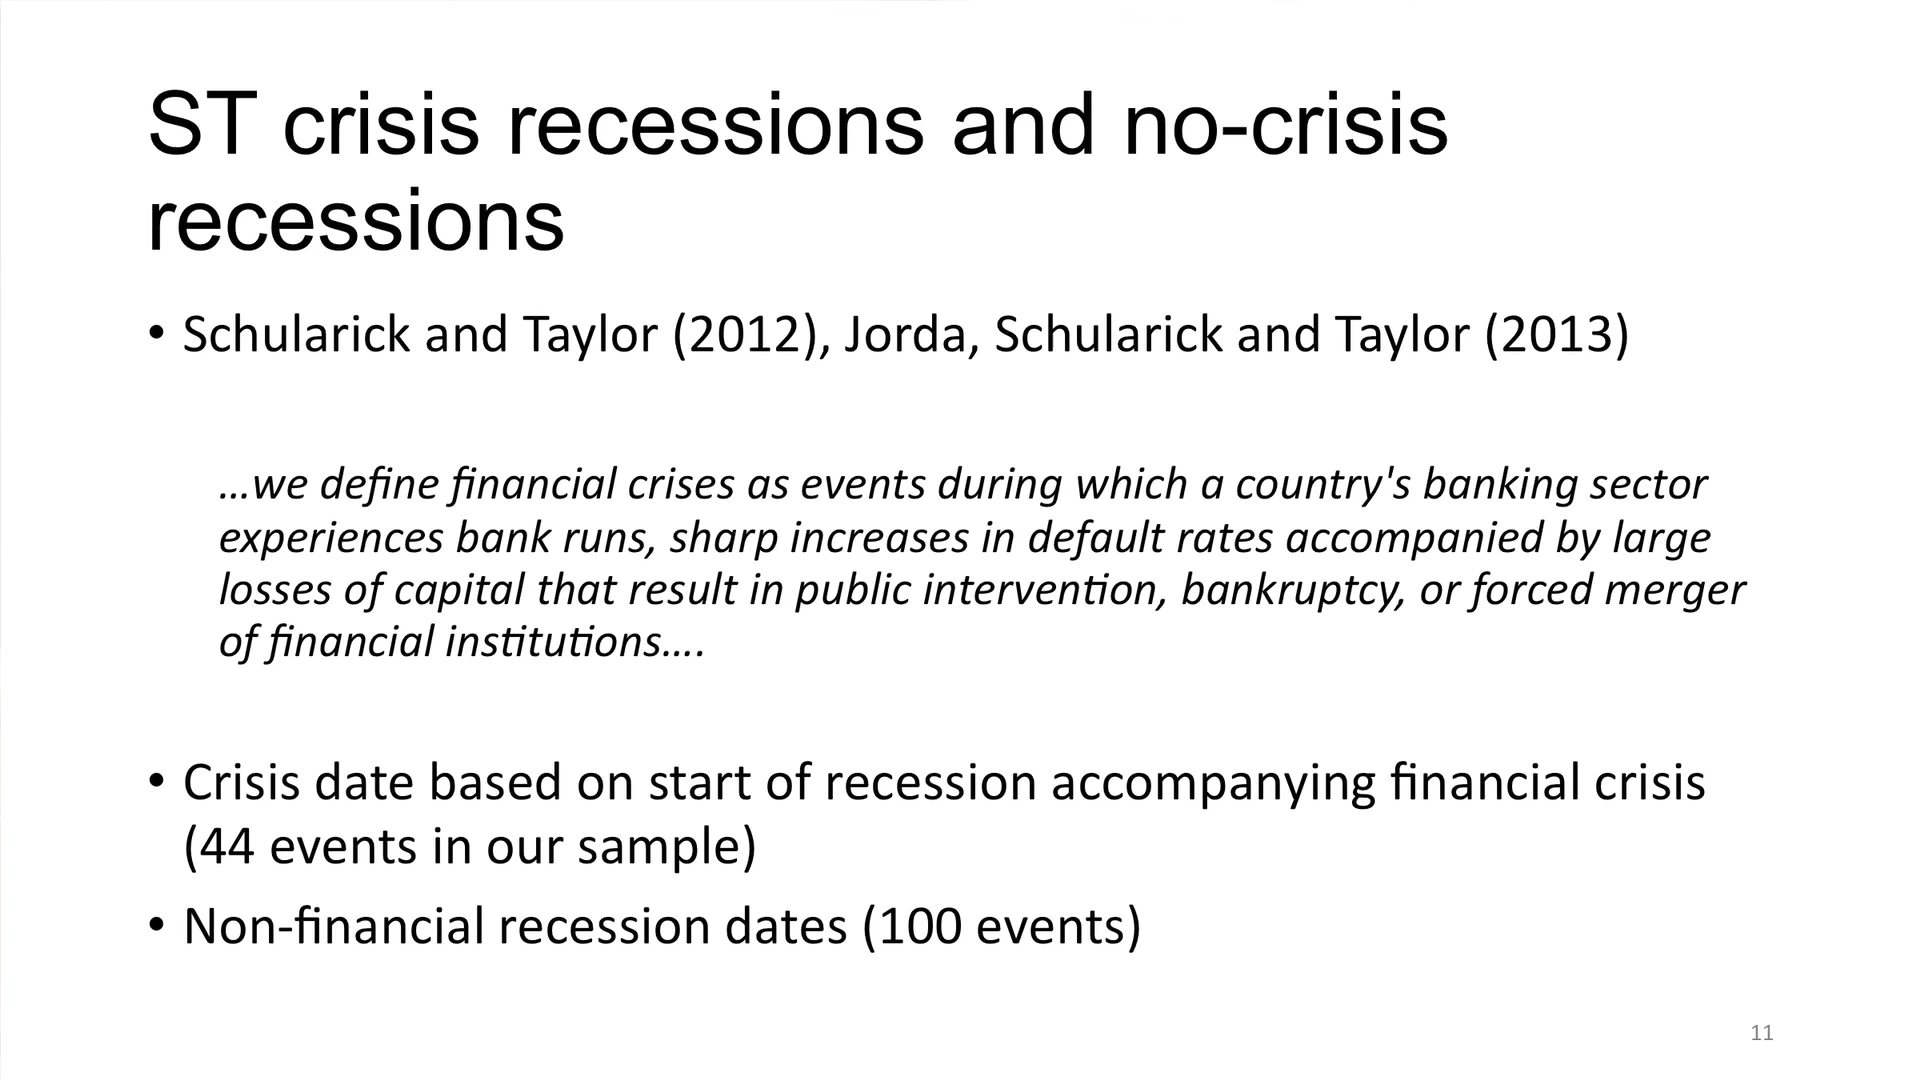 ST crisis recessions and no-crisis
recessions
• Schularick and Taylor (2012), Jorda, Schularick and Taylor (2013)
…we define financial crises as events during which a country's banking sector
experiences bank runs, sharp increases in default rates accompanied by large
losses of capital that result in public intervention, bankruptcy, or forced merger
of financial institutions….
• Crisis date based on start of recession accompanying financial crisis
(44 events in our sample)
• Non-financial recession dates (100 events)
11